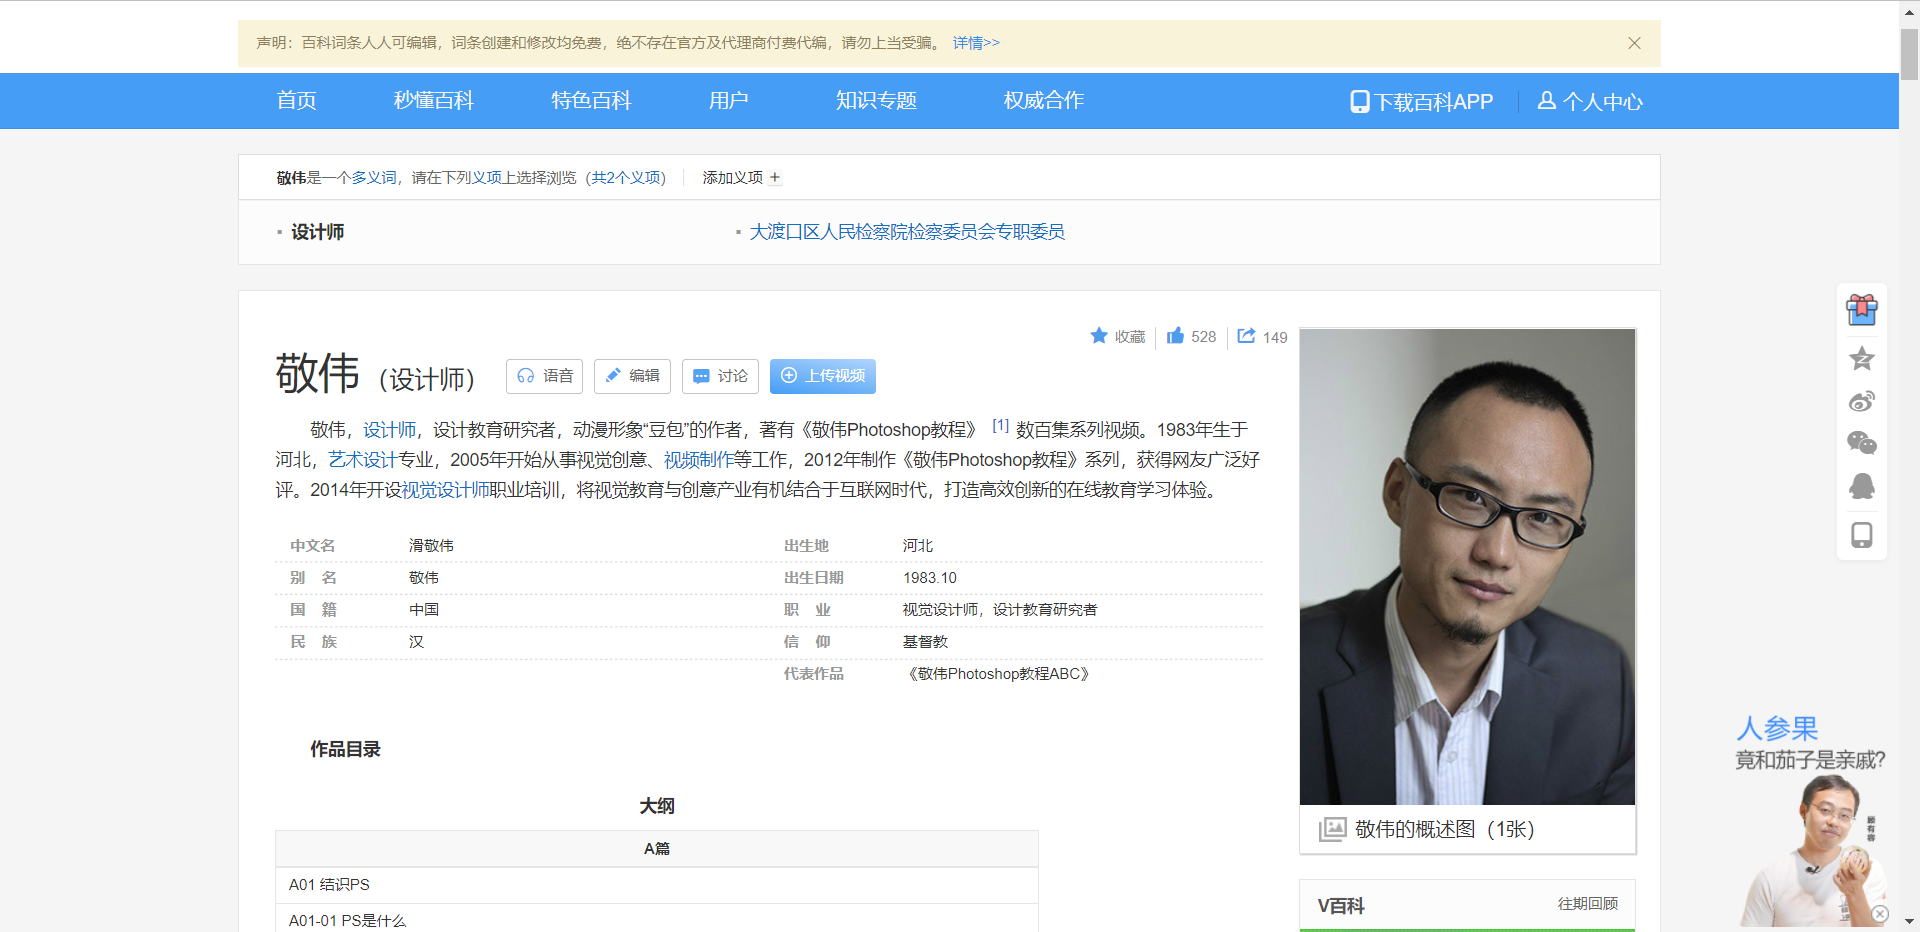 声明：百科词条人人可编辑，词条创建和修改均免费，绝不存在官方及代理商付费代编，请勿上当受骗。 详情>>
首页 秒懂百科 特色百科 用户 知识专题 权威合作 下载百科APP 个人中心
敬伟是一个多义词，请在下列义项上选择浏览（共2个义项） 添加义项 +
▪ 设计师 ▪ 大渡口区人民检察院检察委员会专职委员
收藏 528 149
敬伟 （设计师） 语音 编辑 讨论 上传视频
敬伟，设计师，设计教育研究者，动漫形象“豆包”的作者，著有《敬伟Photoshop教程》 [1] 数百集系列视频。1983年生于
河北，艺术设计专业，2005年开始从事视觉创意、视频制作等工作，2012年制作《敬伟Photoshop教程》系列，获得网友广泛好
评。2014年开设视觉设计师职业培训，将视觉教育与创意产业有机结合于互联网时代，打造高效创新的在线教育学习体验。
中文名 滑敬伟 出生地 河北
别 名 敬伟 出生日期 1983.10
国 籍 中国 职 业 视觉设计师，设计教育研究者
民 族 汉 信 仰 基督教
代表作品 《敬伟Photoshop教程ABC》
作品目录
大纲
A篇
A01 结识PS
A01-01 PS是什么
敬伟的概述图（1张）
V百科 往期回顾
人参果
竟和茄子是亲戚?
顾有容